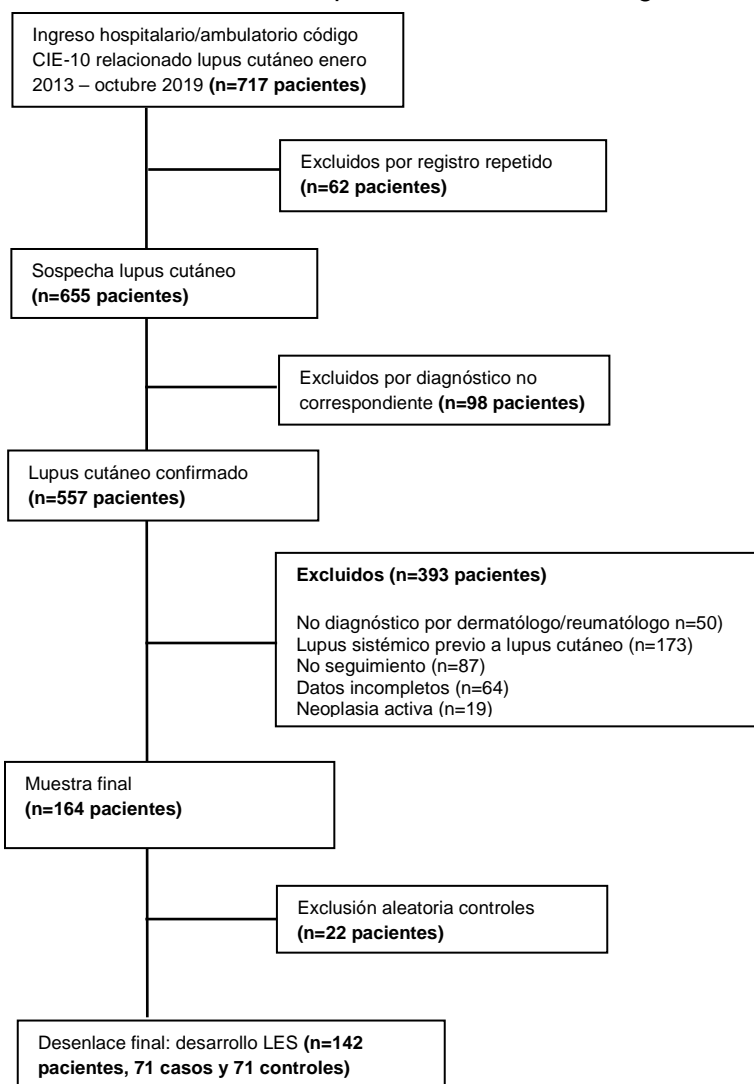 Ingreso hospitalario/ambulatorio código
CIE-10 relacionado lupus cutáneo enero
2013 – octubre 2019 (n=717 pacientes)
Excluidos por registro repetido
(n=62 pacientes)
Sospecha lupus cutáneo
(n=655 pacientes)
Excluidos por diagnóstico no
correspondiente (n=98 pacientes)
Lupus cutáneo confirmado
(n=557 pacientes)
Excluidos (n=393 pacientes)
No diagnóstico por dermatólogo/reumatólogo n=50)
Lupus sistémico previo a lupus cutáneo (n=173)
No seguimiento (n=87)
Datos incompletos (n=64)
Neoplasia activa (n=19)
Muestra final
(n=164 pacientes)
Exclusión aleatoria controles
(n=22 pacientes)
Desenlace final: desarrollo LES (n=142
pacientes, 71 casos y 71 controles)